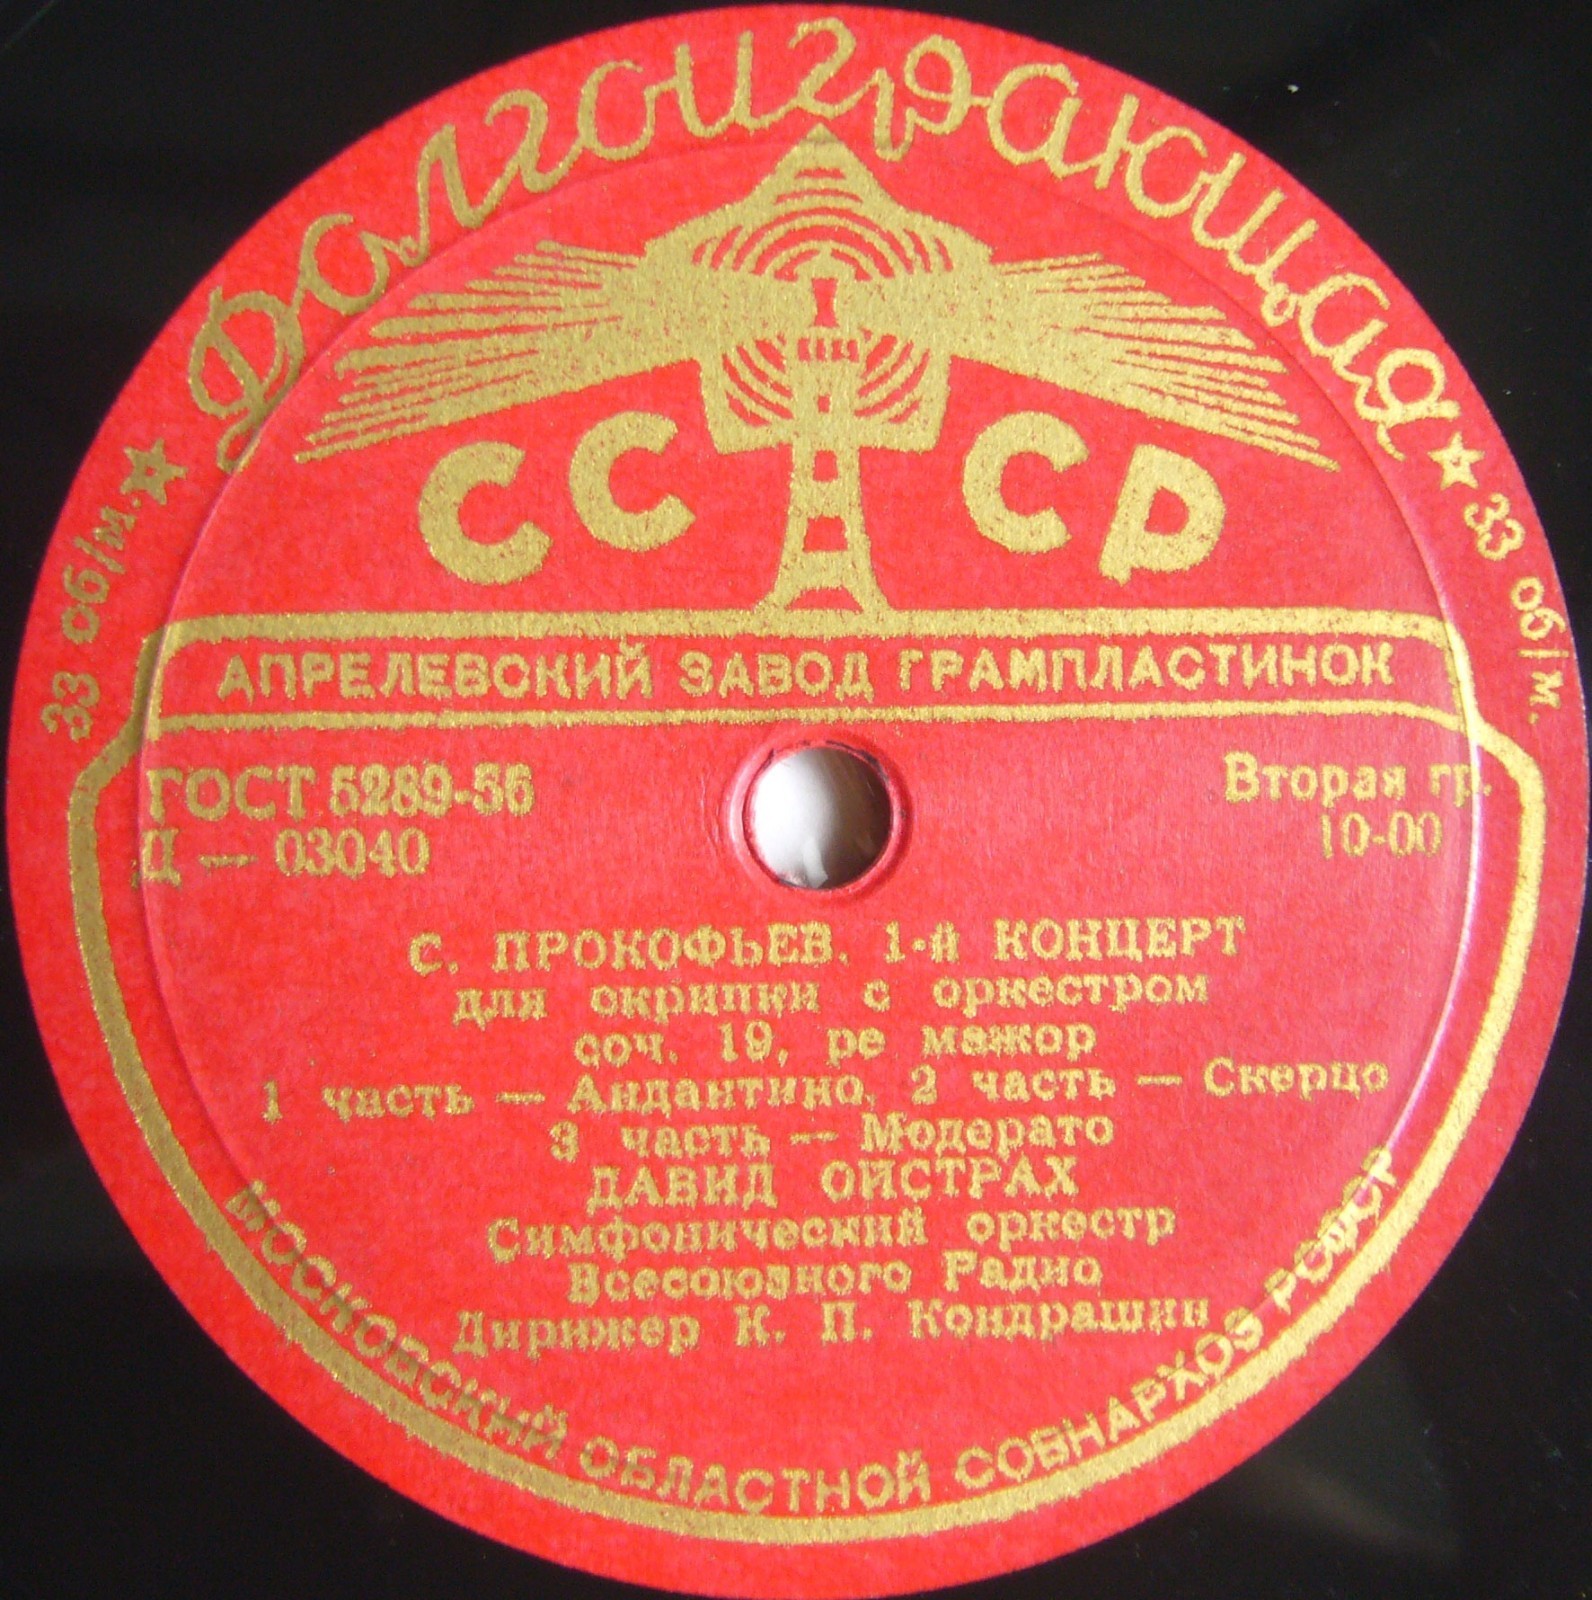 Долгоиграющая
33 об/м.
33 об/м.
СССР
АПРЕЛЕВСКИЙ ЗАВОД ГРАМПЛАСТИНОК
ГОСТ 5289-56
Вторая гр.
Д — 03040
10-00
С. ПРОКОФЬЕВ. 1-й КОНЦЕРТ
для скрипки с оркестром
соч. 19, ре мажор
1 часть — Андантино, 2 часть — Скерцо
3 часть — Модерато
ДАВИД ОЙСТРАХ
Симфонический оркестр
Всесоюзного Радио
Дирижер К. П. Кондрашин
МОСКОВСКИЙ ОБЛАСТНОЙ СОВНАРХОЗ РСФСР